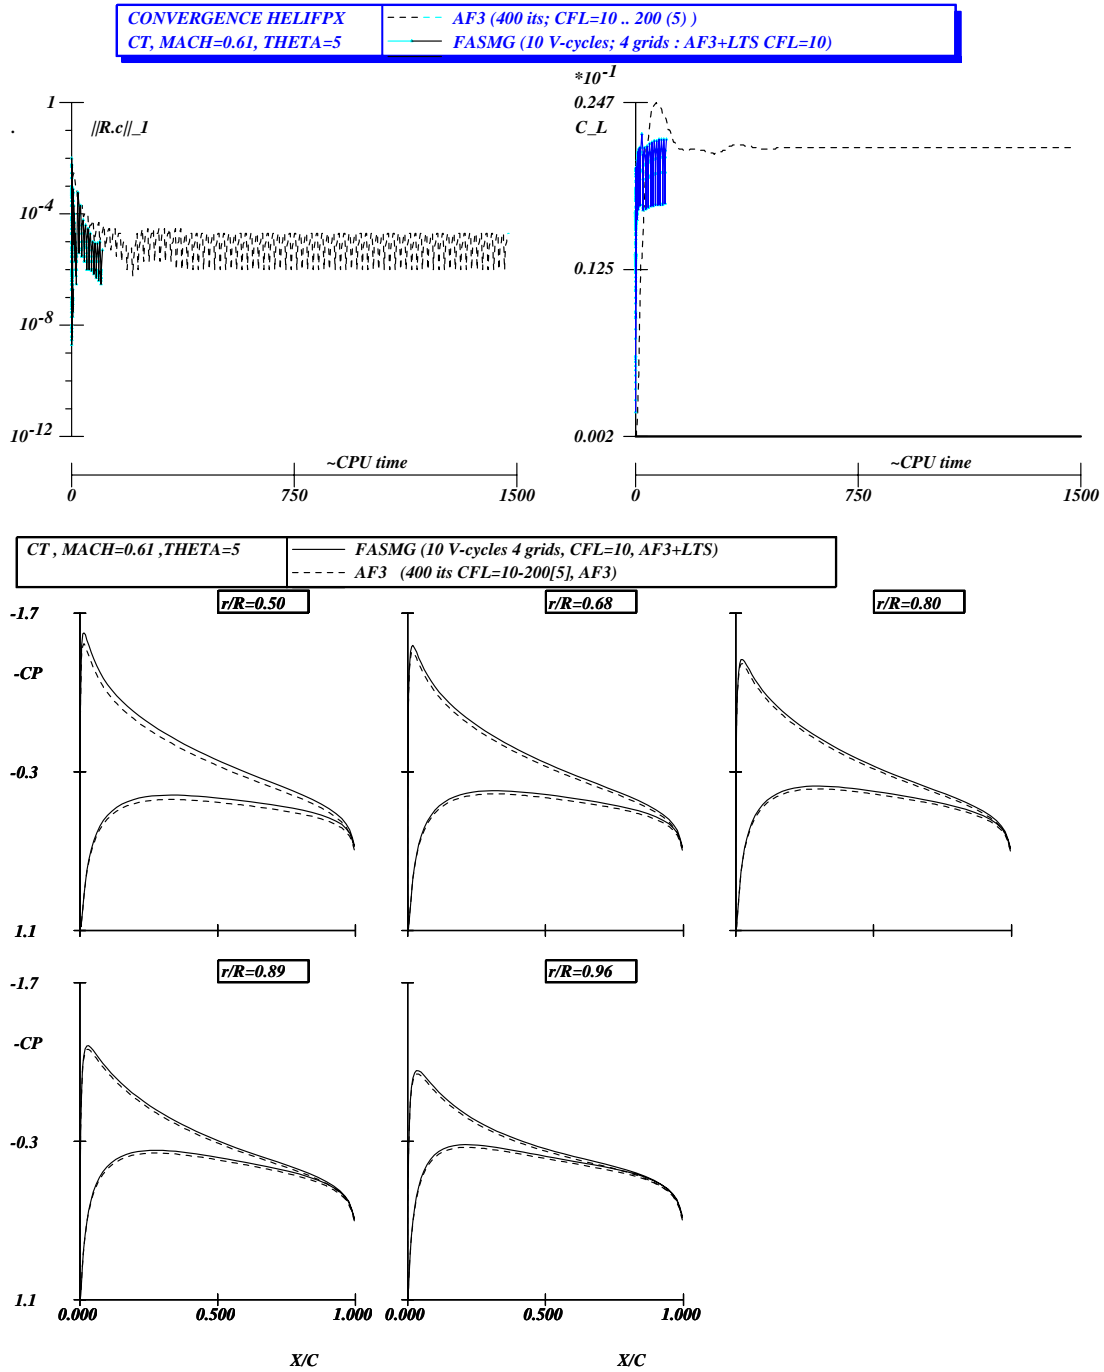 CONVERGENCE HELIFPX
CT, MACH=0.61, THETA=5
AF3 (400 its; CFL=10 .. 200 (5) )
FASMG (10 V-cycles; 4 grids : AF3+LTS CFL=10)
1
.
||R.c||_1
10-4
10-8
10-12
~CPU time
0
750
1500
*10-1
0.247
C_L
0.125
0.002
~CPU time
0
750
1500
CT , MACH=0.61 ,THETA=5
FASMG (10 V-cycles 4 grids, CFL=10, AF3+LTS)
AF3 (400 its CFL=10-200[5], AF3)
r/R=0.50
r/R=0.68
r/R=0.80
-1.7
-CP
-0.3
1.1
r/R=0.89
r/R=0.96
-1.7
-CP
-0.3
1.1
0.000
0.500
1.000
0.000
0.500
1.000
X/C
X/C